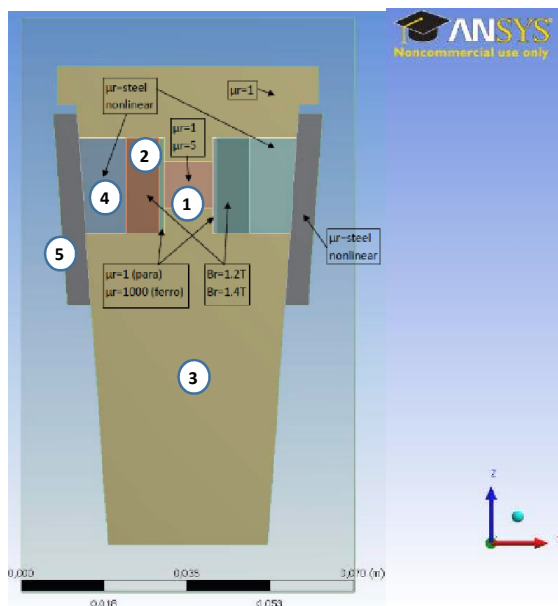 ANSYS
Noncommercial use only
μr-steel
nonlinear
μr=1
μr=1
μr=5
2
4
1
5
μr=1 (para)
μr=1000 (ferro)
Br=1.2T
Br=1.4T
μr-steel
nonlinear
3
Z
0,000
0,035
0,070 (m)
0,018
0,053